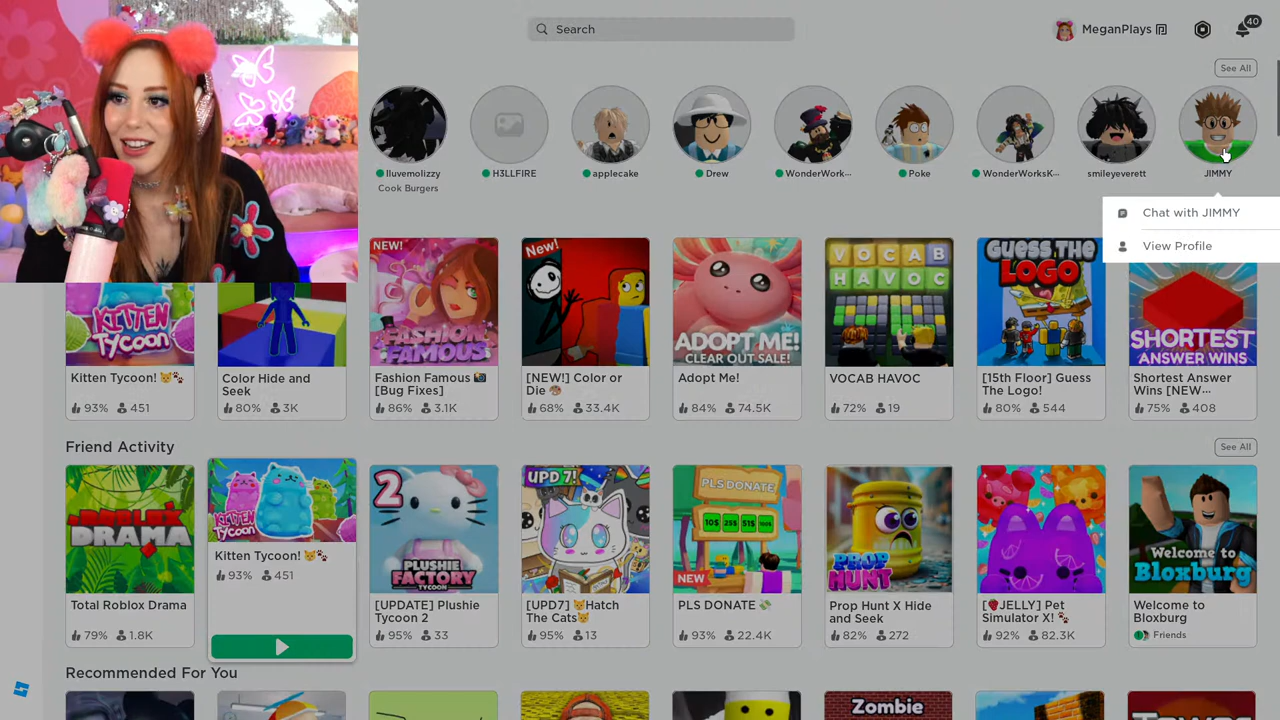 Search
MeganPlays
40
See All
Iluvemolizzy
Cook Burgers
H3LLFIRE
applecake
Drew
WonderWork...
Poke
WonderWorksK...
smileyeverett
JIMMY
Chat with JIMMY
View Profile
KITTEN TYCOON
NEW!
FASHION FAMOUS
New!
ADOPT ME!
CLEAR OUT SALE!
VOCAB
HAVOC
GUESS THE
LOGO
SHORTEST
ANSWER WINS
Kitten Tycoon! 🐱🐾
93% 451
Color Hide and
Seek
80% 3K
Fashion Famous 📸
[Bug Fixes]
86% 3.1K
[NEW!] Color or
Die 🎨
68% 33.4K
Adopt Me!
84% 74.5K
VOCAB HAVOC
72% 19
[15th Floor] Guess
The Logo!
80% 544
Shortest Answer
Wins [NEW...
75% 408
Friend Activity
See All
ROBLOX
DRAMA
2
PLUSHIE
FACTORY
TYCOON
UPD 7!
PLS DONATE
10$ 25$ 51$ 100$
NEW
PROP
HUNT
Welcome to
Bloxburg
Total Roblox Drama
79% 1.8K
Kitten Tycoon! 🐱🐾
93% 451
[UPDATE] Plushie
Tycoon 2
95% 33
[UPD7] 🐱Hatch
The Cats🐱
95% 13
PLS DONATE 💸
93% 22.4K
Prop Hunt X Hide
and Seek
82% 272
[🍓JELLY] Pet
Simulator X! 🐾
92% 82.3K
Welcome to
Bloxburg
Friends
Recommended For You
Zombie